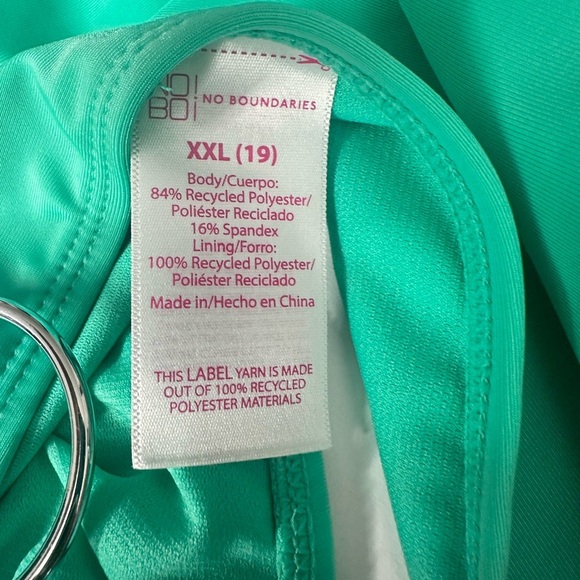 NO!
BO!
NO BOUNDARIES
XXL (19)
Body/Cuerpo:
84% Recycled Polyester/
Poliéster Reciclado
16% Spandex
Lining/Forro:
100% Recycled Polyester/
Poliéster Reciclado
Made in/Hecho en China
THIS LABEL YARN IS MADE
OUT OF 100% RECYCLED
POLYESTER MATERIALS